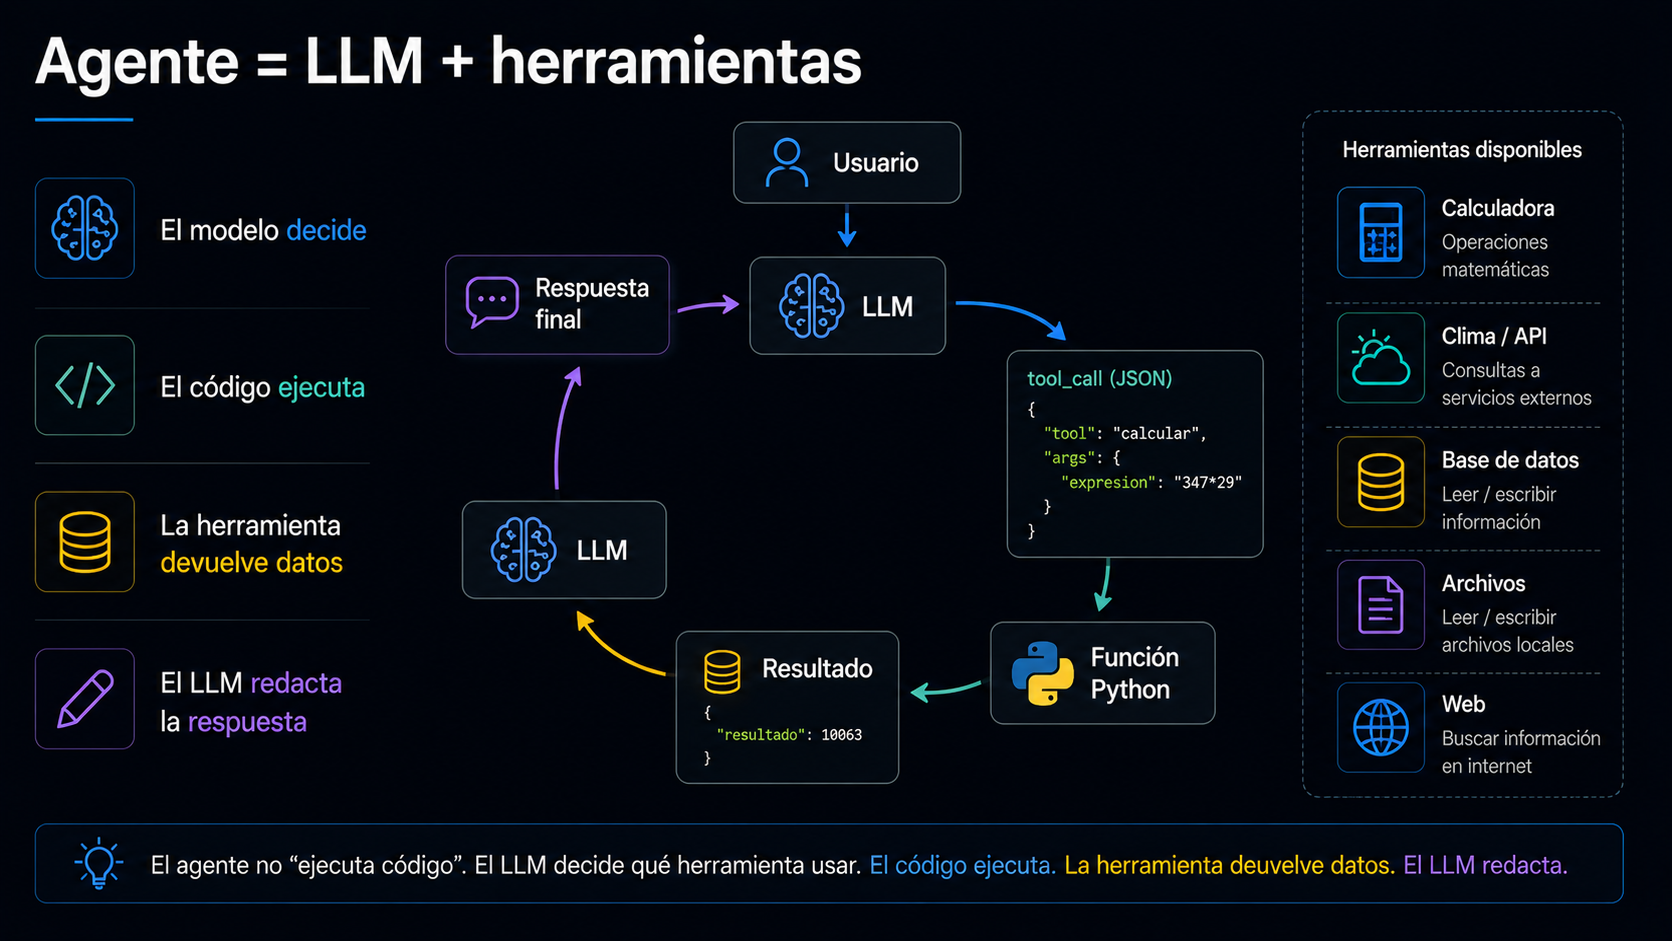 Agente = LLM + herramientas
El modelo decide
El código ejecuta
La herramienta
devuelve datos
El LLM redacta
la respuesta
Usuario
LLM
tool_call (JSON)
{
"tool": "calcular",
"args": {
"expresion": "347*29"
}
}
Función
Python
Resultado
{
"resultado": 10063
}
LLM
Respuesta
final
Herramientas disponibles
Calculadora
Operaciones
matemáticas
Clima / API
Consultas a
servicios externos
Base de datos
Leer / escribir
información
Archivos
Leer / escribir
archivos locales
Web
Buscar información
en internet
El agente no “ejecuta código”. El LLM decide qué herramienta usar. El código ejecuta. La herramienta deuvelve datos. El LLM redacta.